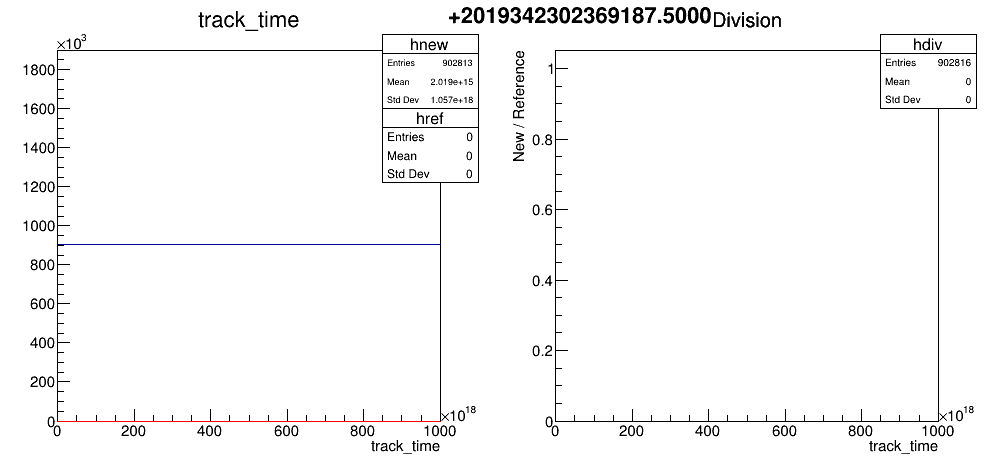 track_time
+2019342302369187.5000
Division
×10³
1800
1600
1400
1200
1000
800
600
400
200
0
hnew
Entries 902813
Mean 2.019e+15
Std Dev 1.057e+18
href
Entries 0
Mean 0
Std Dev 0
0 200 400 600 800 1000
×10¹⁸
track_time
New / Reference
1
0.8
0.6
0.4
0.2
0
hdiv
Entries 902816
Mean 0
Std Dev 0
0 200 400 600 800 1000
×10¹⁸
track_time